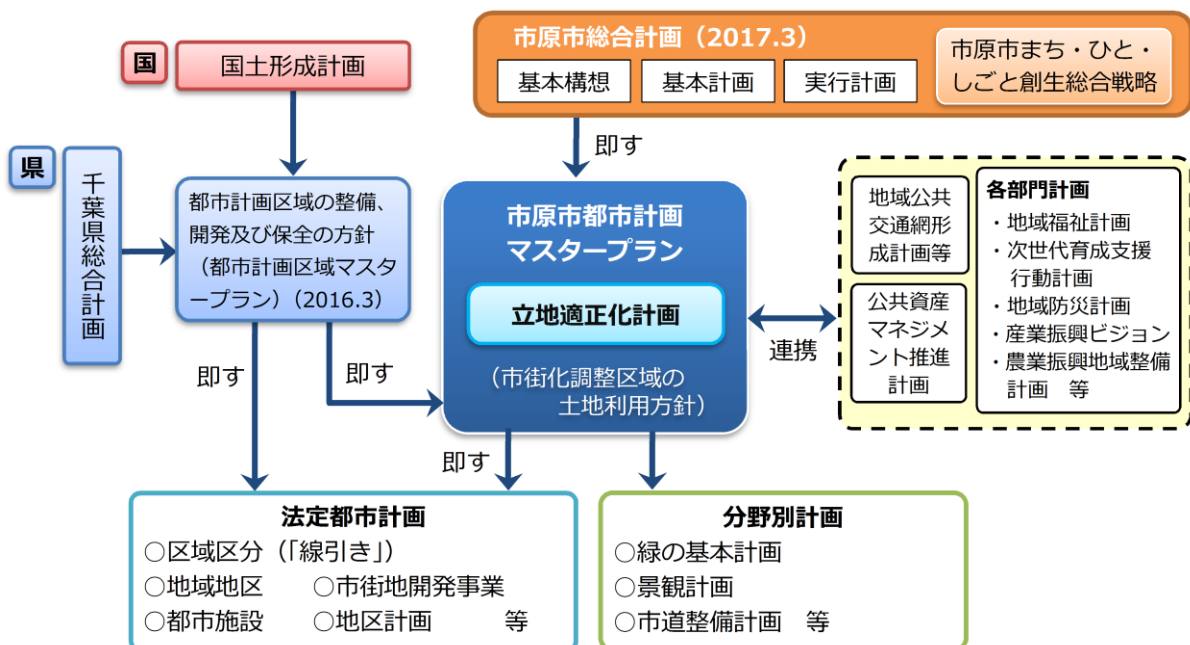 国
国土形成計画
市原市総合計画（2017.3）
基本構想
基本計画
実行計画
市原市まち・ひと・
しごと創生総合戦略
即す
県
千葉県総合計画
都市計画区域の整備、
開発及び保全の方針
（都市計画区域マスタ
ープラン）（2016.3）
市原市都市計画
マスタープラン
立地適正化計画
（市街化調整区域の
土地利用方針）
連携
地域公共
交通網形
成計画等
公共資産
マネジメ
ント推進
計画
各部門計画
・地域福祉計画
・次世代育成支援
行動計画
・地域防災計画
・産業振興ビジョン
・農業振興地域整備
計画　等
即す
即す
即す
法定都市計画
○区域区分（「線引き」）
○地域地区　○市街地開発事業
○都市施設　○地区計画　等
分野別計画
○緑の基本計画
○景観計画
○市道整備計画　等